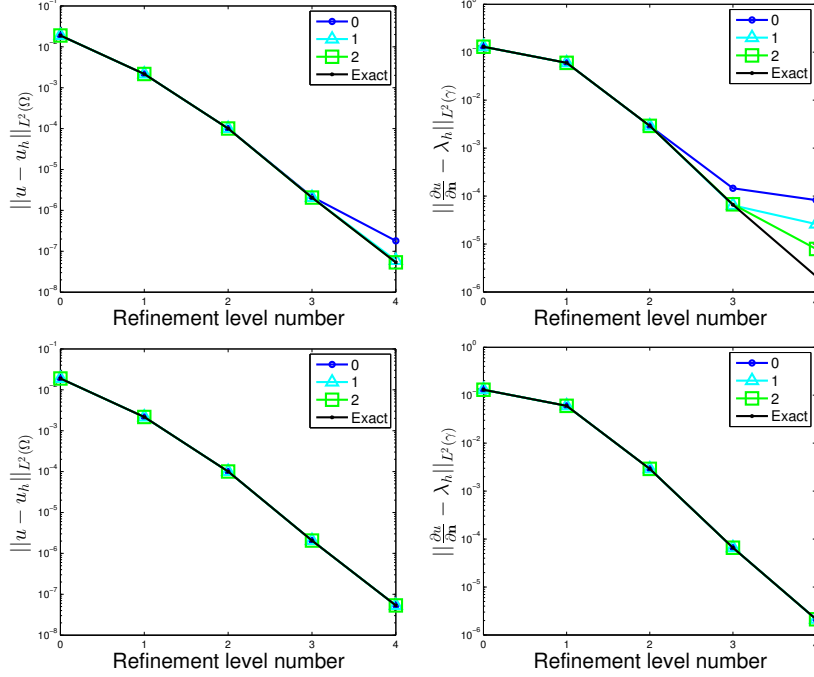 10⁻¹
10⁻²
10⁻³
10⁻⁴
10⁻⁵
10⁻⁶
10⁻⁷
10⁻⁸
||u − u_h||_{L²(Ω)}
0
1
2
Exact
0 1 2 3 4
Refinement level number
10⁰
10⁻¹
10⁻²
10⁻³
10⁻⁴
10⁻⁵
10⁻⁶
||∂u/∂n − λ_h||_{L²(γ)}
0
1
2
Exact
0 1 2 3 4
Refinement level number
10⁻¹
10⁻²
10⁻³
10⁻⁴
10⁻⁵
10⁻⁶
10⁻⁷
10⁻⁸
||u − u_h||_{L²(Ω)}
0
1
2
Exact
0 1 2 3 4
Refinement level number
10⁰
10⁻¹
10⁻²
10⁻³
10⁻⁴
10⁻⁵
10⁻⁶
||∂u/∂n − λ_h||_{L²(γ)}
0
1
2
Exact
0 1 2 3 4
Refinement level number